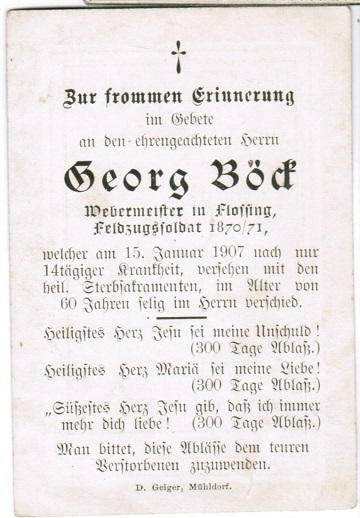 Zur frommen Erinnerung
im Gebete
an den ehrengeachteten Herrn
Georg Böck
Webermeister in Flossing,
Feldzugssoldat 1870/71,
welcher am 15. Januar 1907 nach nur
14tägiger Krankheit, versehen mit den
heil. Sterbsakramenten, im Alter von
60 Jahren selig im Herrn verschied.
Heiligstes Herz Jesu sei meine Unschuld!
(300 Tage Ablaß.)
Heiligstes Herz Mariä sei meine Liebe!
(300 Tage Ablaß.)
„Süßestes Herz Jesu gib, daß ich immer
mehr dich liebe! (300 Tage Ablaß.)
Man bittet, diese Ablässe dem teuren
Verstorbenen zuzuwenden.
D. Geiger, Mühldorf.